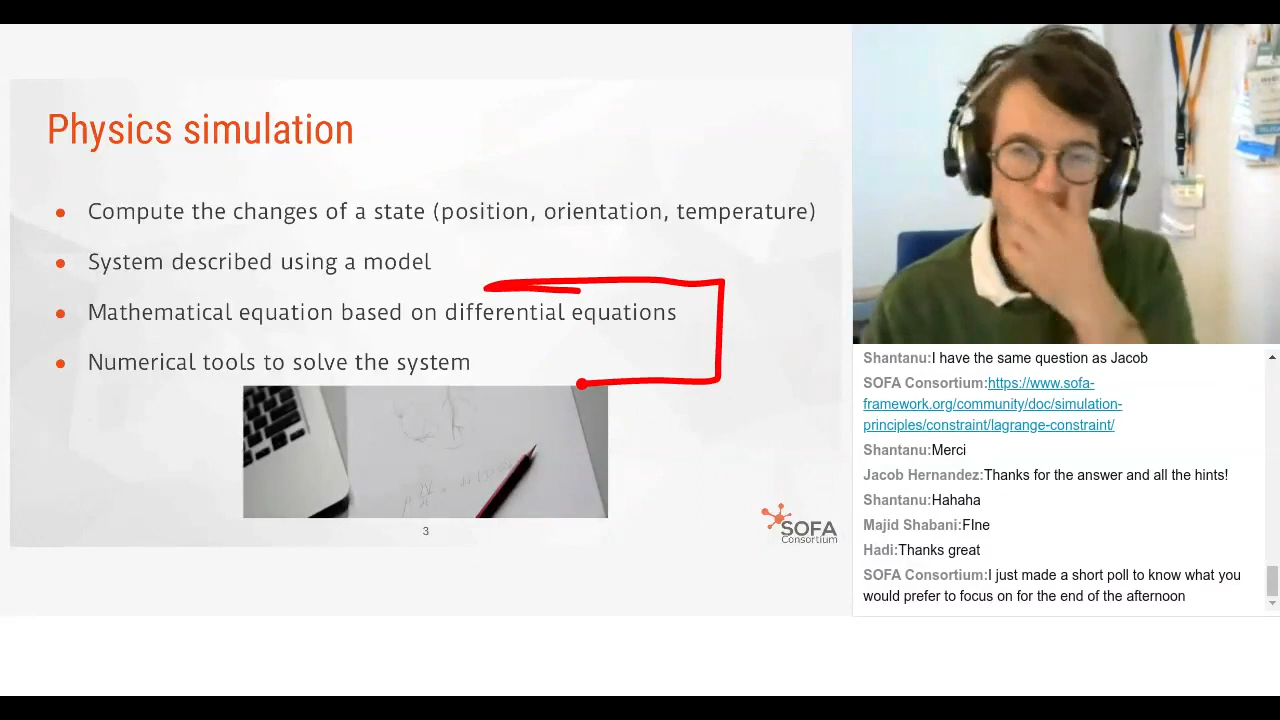 Physics simulation
Compute the changes of a state (position, orientation, temperature)
System described using a model
Mathematical equation based on differential equations
Numerical tools to solve the system
3
SOFA
Consortium
Shantanu:I have the same question as Jacob
SOFA Consortium:https://www.sofa-
framework.org/community/doc/simulation-
principles/constraint/lagrange-constraint/
Shantanu:Merci
Jacob Hernandez:Thanks for the answer and all the hints!
Shantanu:Hahaha
Majid Shabani:FIne
Hadi:Thanks great
SOFA Consortium:I just made a short poll to know what you
would prefer to focus on for the end of the afternoon